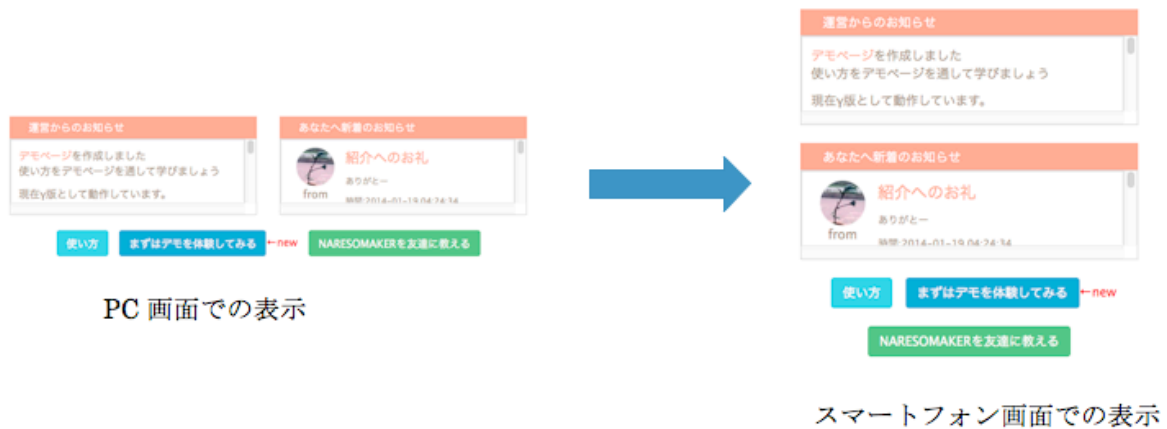 運営からのお知らせ
デモページを作成しました
使い方をデモページを通して学びましょう
現在γ版として動作しています。
あなたへ新着のお知らせ
紹介へのお礼
ありがとー
from
時間:2014-01-19 04:24:34
使い方
まずはデモを体験してみる
←new
NARESOMAKERを友達に教える
PC 画面での表示
運営からのお知らせ
デモページを作成しました
使い方をデモページを通して学びましょう
現在γ版として動作しています。
あなたへ新着のお知らせ
紹介へのお礼
ありがとー
from
時間:2014-01-19 04:24:34
使い方
まずはデモを体験してみる
←new
NARESOMAKERを友達に教える
スマートフォン画面での表示